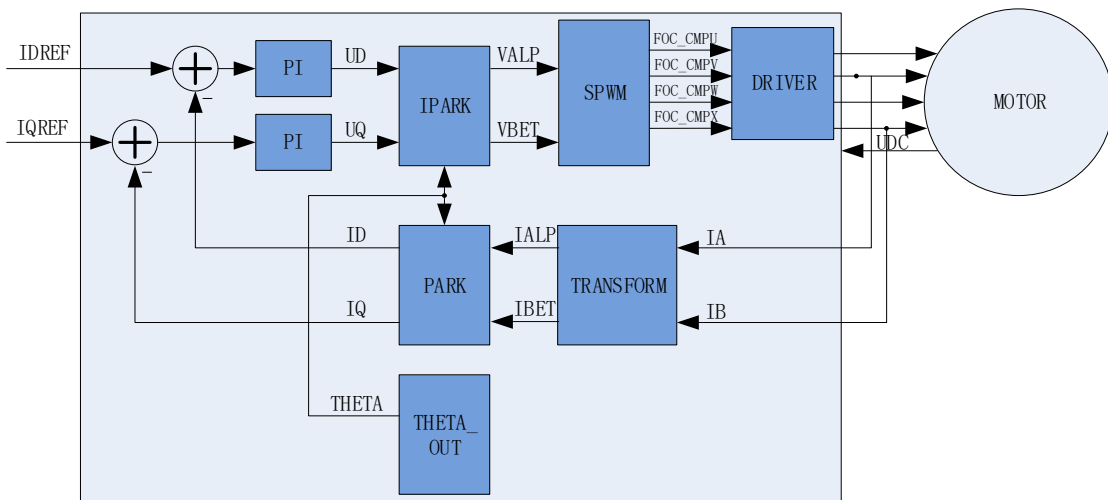 IDREF
IQREF
-
-
PI
PI
UD
UQ
IPARK
VALP
VBET
SPWM
FOC_CMPU
FOC_CMPV
FOC_CMPW
FOC_CMPX
DRIVER
MOTOR
UDC
ID
IQ
PARK
IALP
IBET
TRANSFORM
IA
IB
THETA
THETA_
OUT